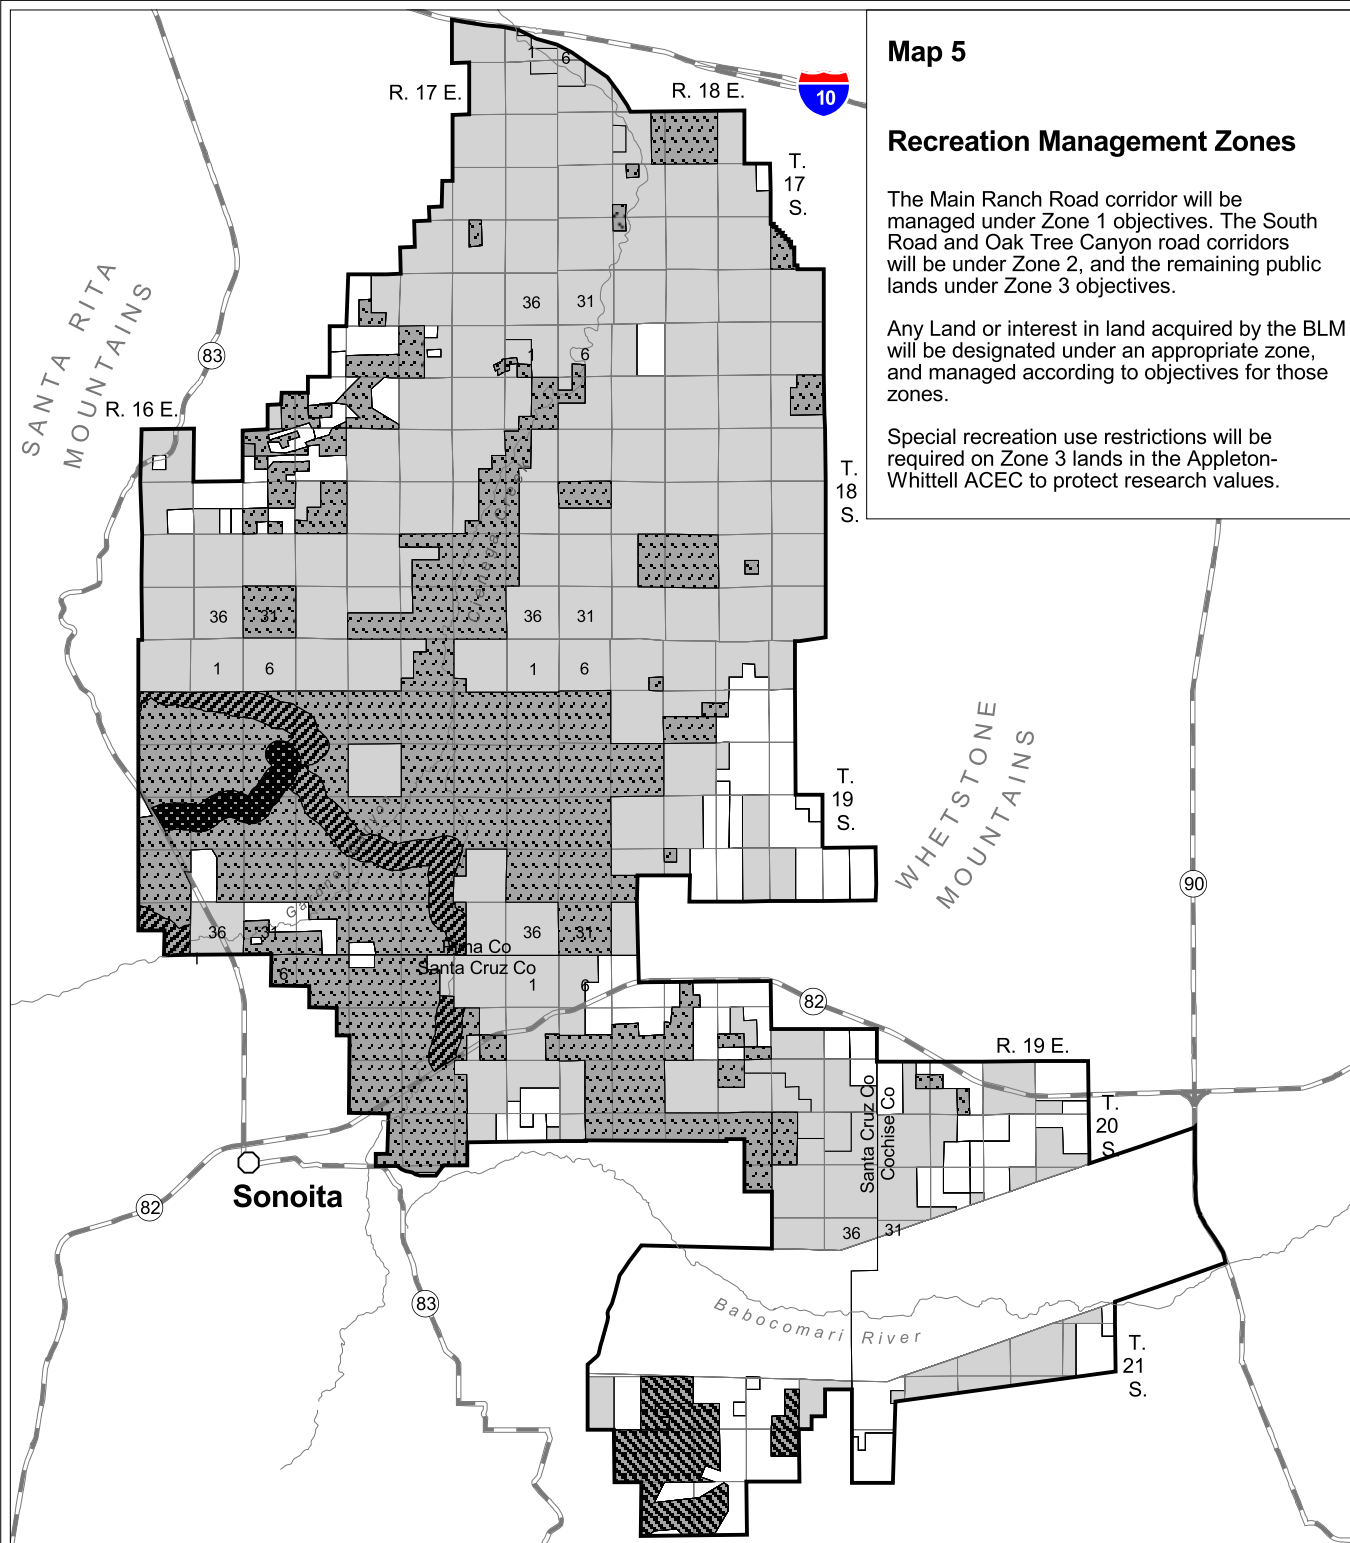 Map 5
Recreation Management Zones
The Main Ranch Road corridor will be
managed under Zone 1 objectives. The South
Road and Oak Tree Canyon road corridors
will be under Zone 2, and the remaining public
lands under Zone 3 objectives.
Any Land or interest in land acquired by the BLM
will be designated under an appropriate zone,
and managed according to objectives for those
zones.
Special recreation use restrictions will be
required on Zone 3 lands in the Appleton-
Whittell ACEC to protect research values.
10
1
6
R. 17 E.
R. 18 E.
T.
17
S.
SANTA RITA
MOUNTAINS
36
31
83
6
R. 16 E.
T.
18
S.
36
31
36
31
1
6
1
6
WHETSTONE
MOUNTAINS
T.
19
S.
90
36
31
36
31
Pima Co
Santa Cruz Co
6
1
6
82
R. 19 E.
Santa Cruz Co
Cochise Co
T.
20
S.
Sonoita
82
36
31
83
Babocomari River
T.
21
S.